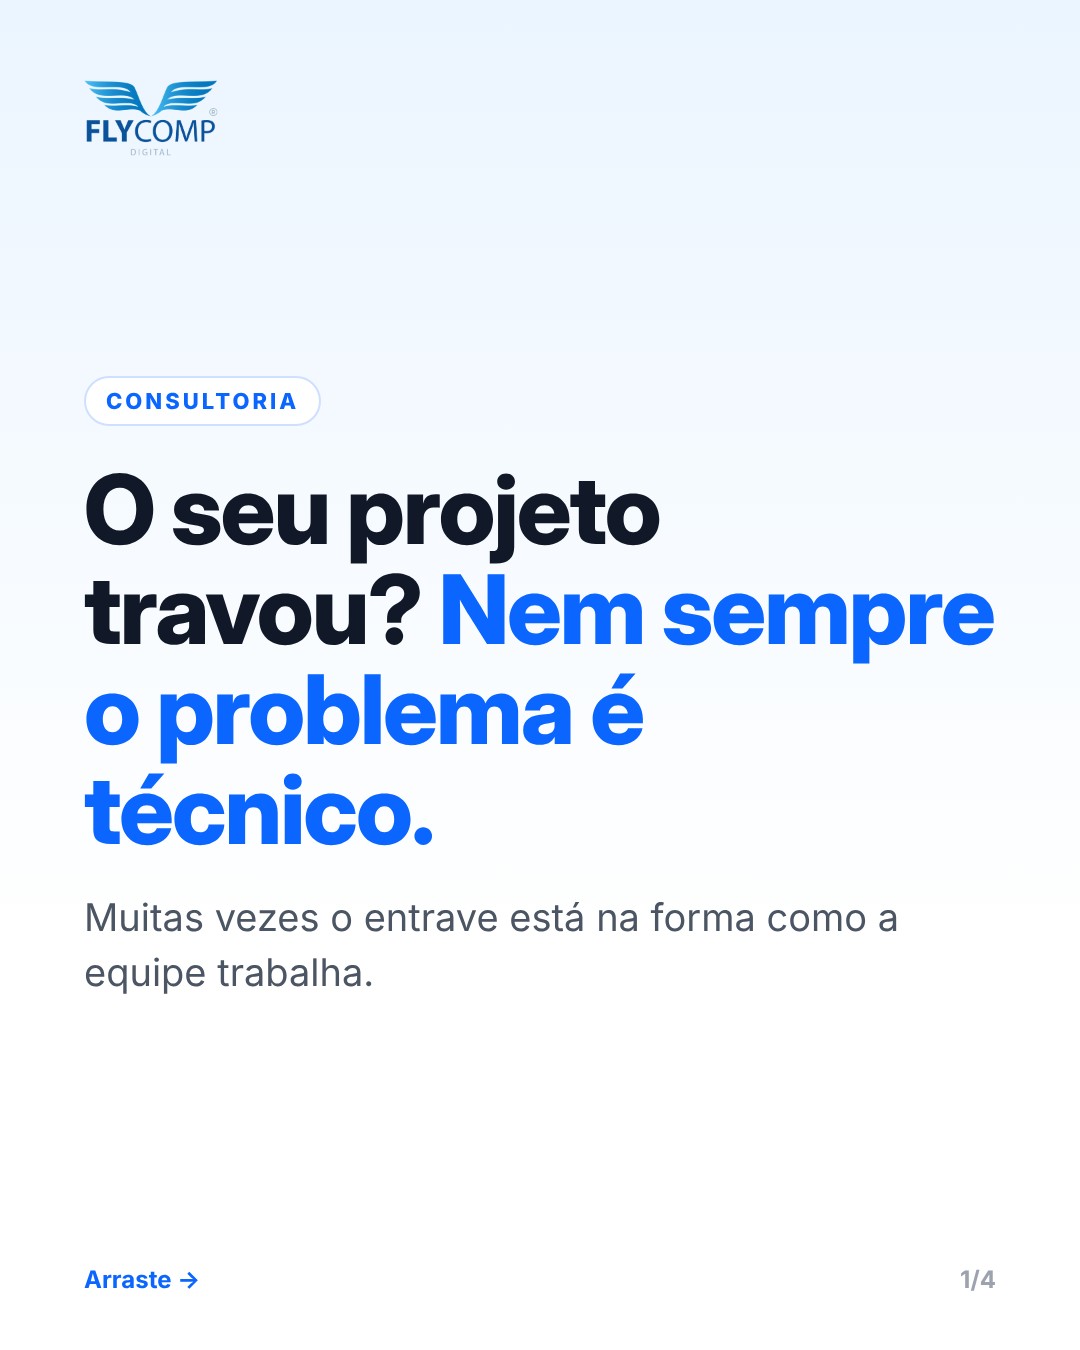 FLYCOMP
®
DIGITAL
CONSULTORIA
O seu projeto
travou? Nem sempre
o problema é
técnico.
Muitas vezes o entrave está na forma como a
equipe trabalha.
Arraste →
1/4